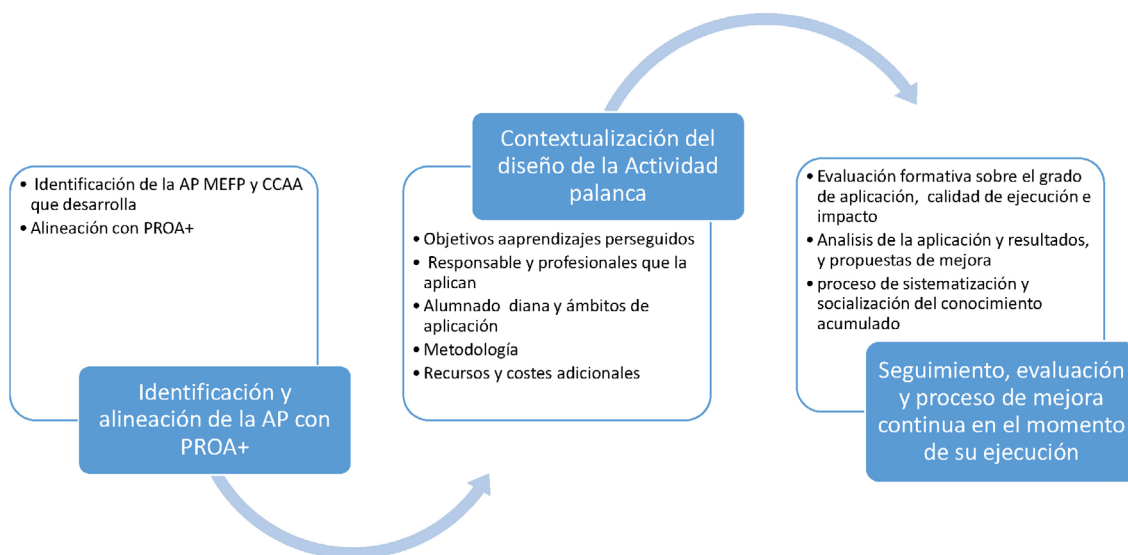 • Identificación de la AP MEFP y CCAA
que desarrolla
• Alineación con PROA+
Identificación y
alineación de la AP con
PROA+
Contextualización del
diseño de la Actividad
palanca
• Objetivos aaprendizajes perseguidos
• Responsable y profesionales que la
aplican
• Alumnado diana y ámbitos de
aplicación
• Metodología
• Recursos y costes adicionales
• Evaluación formativa sobre el grado
de aplicación, calidad de ejecución e
impacto
• Analisis de la aplicación y resultados,
y propuestas de mejora
• proceso de sistematización y
socialización del conocimiento
acumulado
Seguimiento, evaluación
y proceso de mejora
continua en el momento
de su ejecución